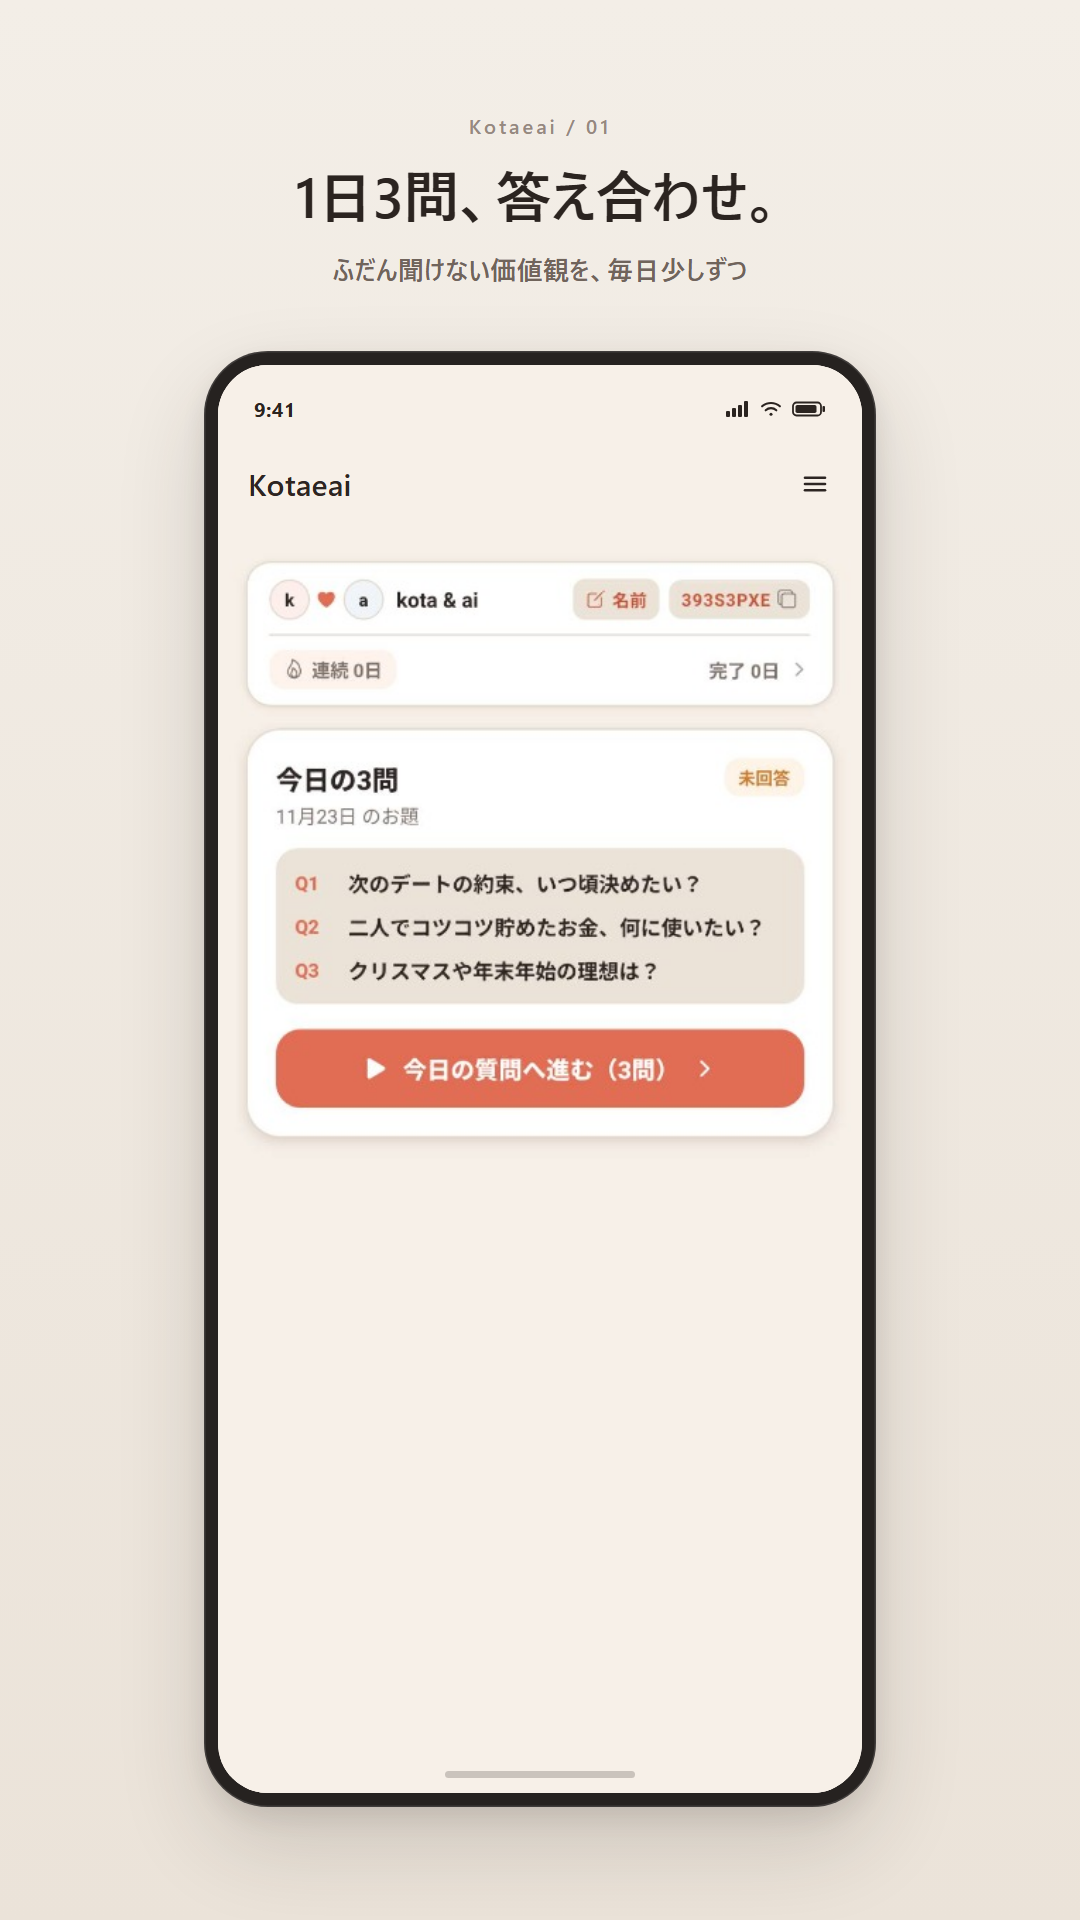 Kotaeai / 01
1日3問、答え合わせ。
ふだん聞けない価値観を、毎日少しずつ
9:41
Kotaeai
k a kota & ai 名前 393S3PXE
連続 0日 完了 0日
今日の3問 未回答
11月23日 のお題
Q1 次のデートの約束、いつ頃決めたい？
Q2 二人でコツコツ貯めたお金、何に使いたい？
Q3 クリスマスや年末年始の理想は？
今日の質問へ進む（3問）